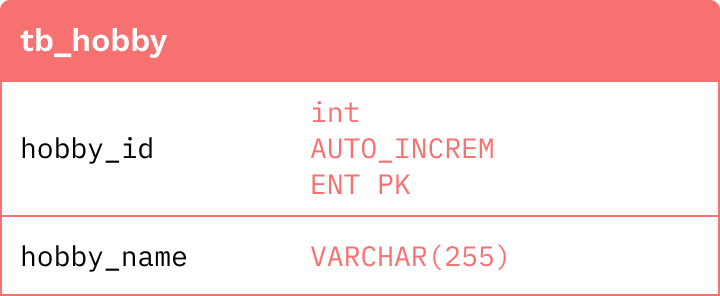 tb_hobby
hobby_id
int
AUTO_INCREM
ENT PK
hobby_name
VARCHAR(255)